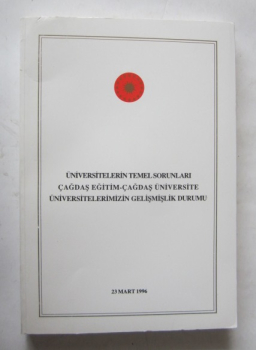 ÜNİVERSİTELERİN TEMEL SORUNLARI
ÇAĞDAŞ EĞİTİM-ÇAĞDAŞ ÜNİVERSİTE
ÜNİVERSİTELERİMİZİN GELİŞMİŞLİK DURUMU
23 MART 1996